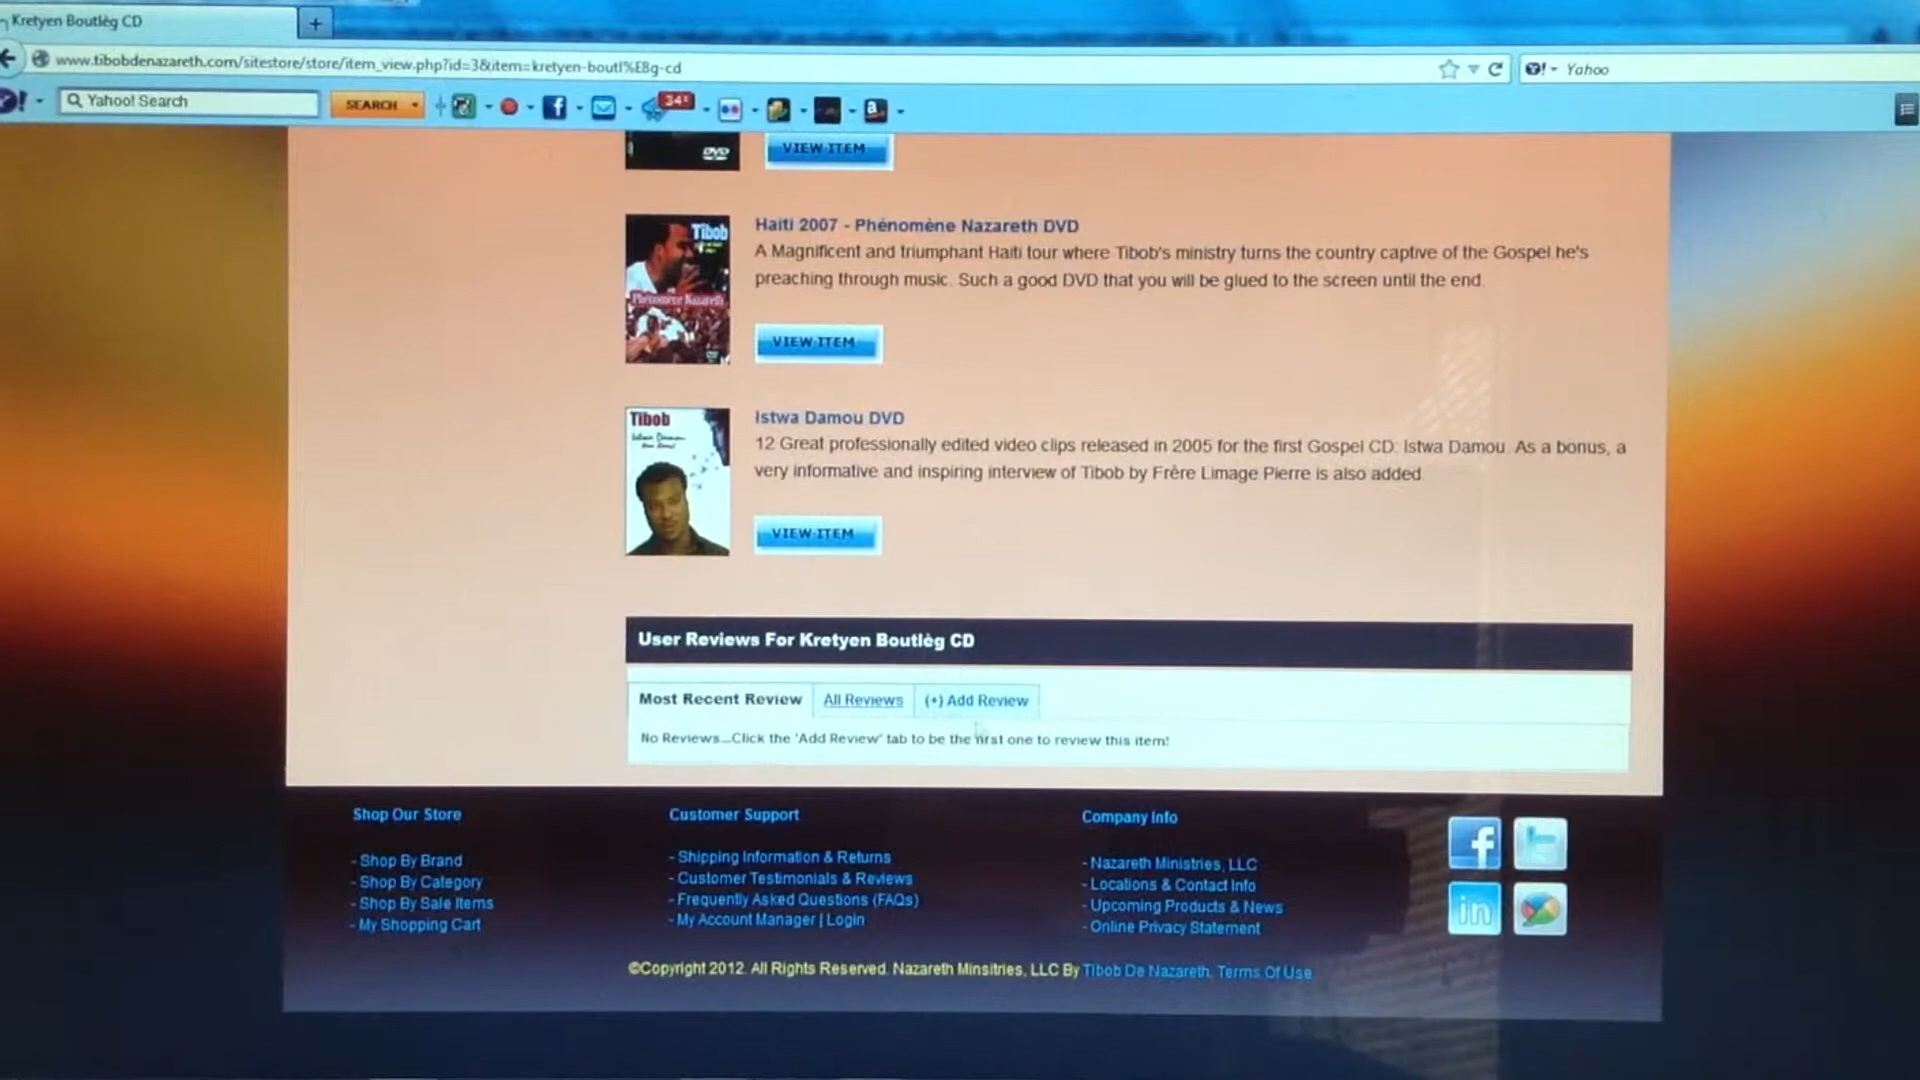 Kretyen Boutlèg CD
www.tibobdenazareth.com/sitestore/store/item_view.php?id=3&item=kretyen-boutl%E8g-cd
Yahoo
Yahoo! Search
SEARCH
34°
DVD
VIEW ITEM
Tibob
Phénomène Nazareth
Haiti 2007 - Phénomène Nazareth DVD
A Magnificent and triumphant Haiti tour where Tibob's ministry turns the country captive of the Gospel he's
preaching through music. Such a good DVD that you will be glued to the screen until the end.
VIEW ITEM
Tibob
Istwa Damou DVD
12 Great professionally edited video clips released in 2005 for the first Gospel CD: Istwa Damou. As a bonus, a
very informative and inspiring interview of Tibob by Frère Limage Pierre is also added.
VIEW ITEM
User Reviews For Kretyen Boutlèg CD
Most Recent Review All Reviews (+) Add Review
No Reviews...Click the 'Add Review' tab to be the first one to review this item!
Shop Our Store
- Shop By Brand
- Shop By Category
- Shop By Sale Items
- My Shopping Cart
Customer Support
- Shipping Information & Returns
- Customer Testimonials & Reviews
- Frequently Asked Questions (FAQs)
- My Account Manager | Login
Company Info
- Nazareth Ministries, LLC
- Locations & Contact Info
- Upcoming Products & News
- Online Privacy Statement
©Copyright 2012. All Rights Reserved. Nazareth Minsitries, LLC By Tibob De Nazareth. Terms Of Use